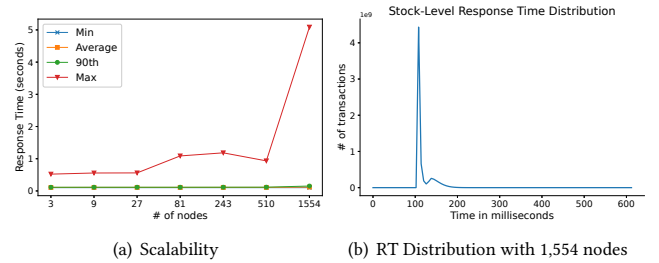 Min
Average
90th
Max
Response Time (seconds)
5
4
3
2
1
0
3 9 27 81 243 510 1554
# of nodes
(a) Scalability
Stock-Level Response Time Distribution
1e9
# of transactions
4
3
2
1
0
0 100 200 300 400 500 600
Time in milliseconds
(b) RT Distribution with 1,554 nodes